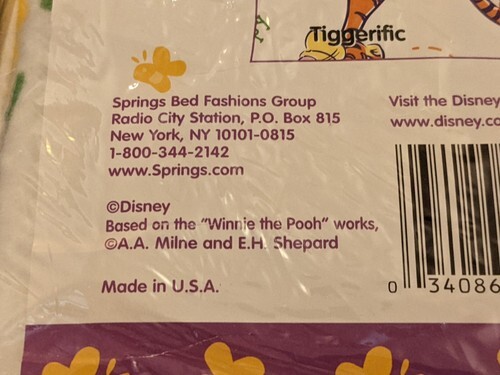 Tiggerific
Springs Bed Fashions Group
Radio City Station, P.O. Box 815
New York, NY 10101-0815
1-800-344-2142
www.Springs.com
Visit the Disney
www.disney.co
©Disney
Based on the "Winnie the Pooh" works,
©A.A. Milne and E.H. Shepard
Made in U.S.A.
0 34086